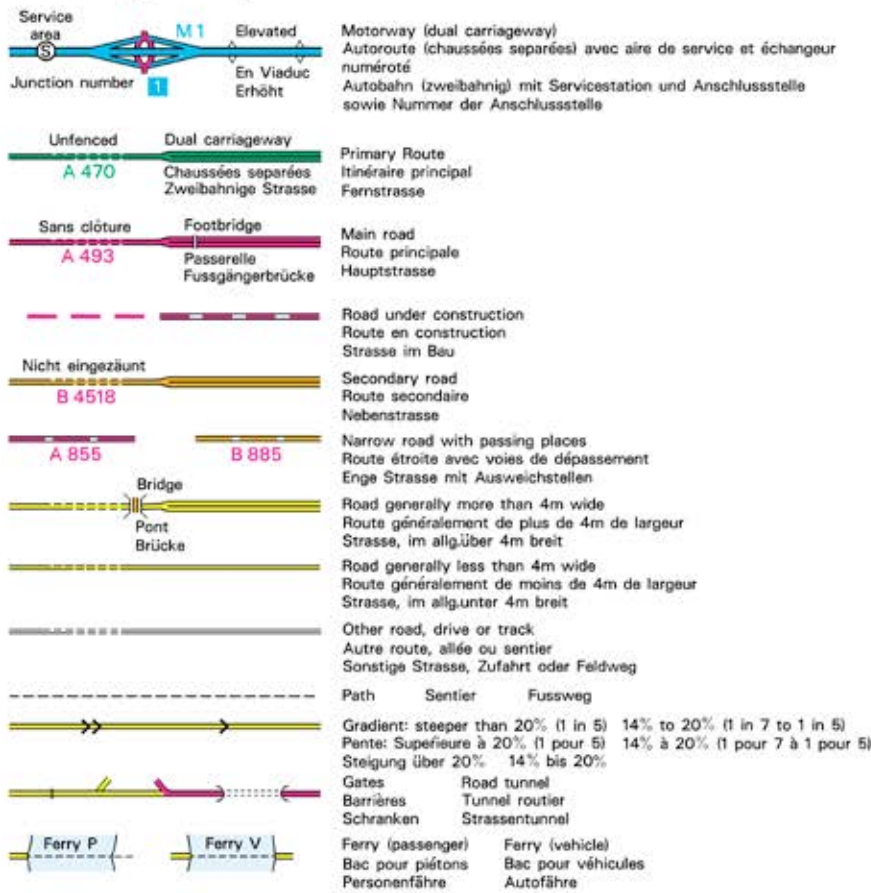 Service
area
S
M 1
Elevated
Junction number
1
En Viaduc
Erhöht
Motorway (dual carriageway)
Autoroute (chaussées separées) avec aire de service et échangeur
numéroté
Autobahn (zweibahnig) mit Servicestation und Anschlussstelle
sowie Nummer der Anschlussstelle
Unfenced
Dual carriageway
A 470
Chaussées separées
Zweibahnige Strasse
Primary Route
Itinéraire principal
Fernstrasse
Sans clôture
Footbridge
A 493
Passerelle
Fussgängerbrücke
Main road
Route principale
Hauptstrasse
Road under construction
Route en construction
Strasse im Bau
Nicht eingezäunt
B 4518
Secondary road
Route secondaire
Nebenstrasse
A 855
B 885
Narrow road with passing places
Route étroite avec voies de dépassement
Enge Strasse mit Ausweichstellen
Bridge
Pont
Brücke
Road generally more than 4m wide
Route généralement de plus de 4m de largeur
Strasse, im allg.über 4m breit
Road generally less than 4m wide
Route généralement de moins de 4m de largeur
Strasse, im allg.unter 4m breit
Other road, drive or track
Autre route, allée ou sentier
Sonstige Strasse, Zufahrt oder Feldweg
Path Sentier Fussweg
Gradient: steeper than 20% (1 in 5) 14% to 20% (1 in 7 to 1 in 5)
Pente: Superieure à 20% (1 pour 5) 14% à 20% (1 pour 7 à 1 pour 5)
Steigung über 20% 14% bis 20%
Gates Road tunnel
Barrières Tunnel routier
Schranken Strassentunnel
Ferry P
Ferry V
Ferry (passenger) Ferry (vehicle)
Bac pour piétons Bac pour véhicules
Personenfähre Autofähre